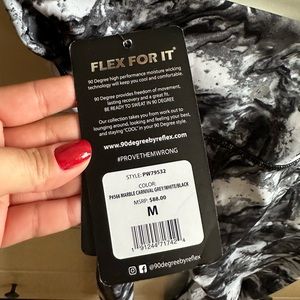 FLEX FOR IT®
90 Degree high performance moisture wicking
technology will keep you cool and comfortable.
90 Degree provides freedom of movement,
lasting recovery and a great fit.
BE READY TO SWEAT IN 90 DEGREE
Our collection takes you from work out to
lounging around, looking and feeling your best,
and staying 'COOL' in your 90 Degree style.
www.90degreebyreflex.com
#PROVETHEMWRONG
STYLE: PW79532
COLOR:
MARBLE CARNIVAL GREY/WHITE/BLACK
MSRP: $88.00
M
91244 71742
@90degreebyreflex